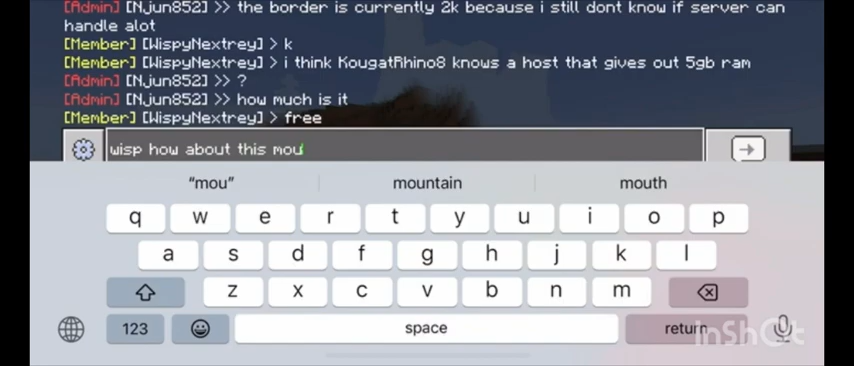 [Admin] [Njun852] >> the border is currently 2k because i still dont know if server can
handle alot
[Member] [WispyNextrey] > k
[Member] [WispyNextrey] > i think KougatRhino8 knows a host that gives out 5gb ram
[Admin] [Njun852] >> ?
[Admin] [Njun852] >> how much is it
[Member] [WispyNextrey] > free
wisp how about this mou
“mou” mountain mouth
q w e r t y u i o p
a s d f g h j k l
z x c v b n m
123 space return
InShOt